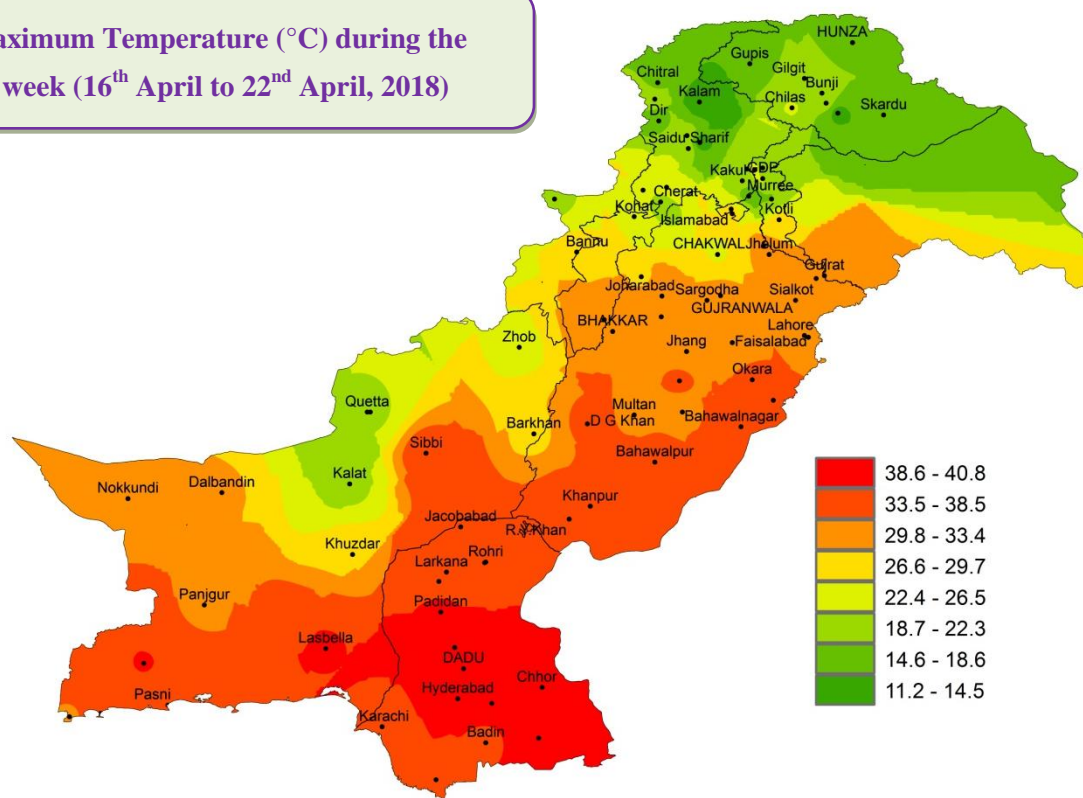 aximum Temperature (°C) during the
week (16th April to 22nd April, 2018)
HUNZA
Gupis
Gilgit
Chitral
Bunji
Kalam
Chilas
Skardu
Dir
Saidu Sharif
Kakul
GDP
Murree
Cherat
Kohat
Islamabad
Kotli
Bannu
CHAKWAL
Jhelum
Gujrat
Joharabad
Sargodha
Sialkot
GUJRANWALA
BHAKKAR
Lahore
Zhob
Jhang
Faisalabad
Okara
Quetta
Multan
Barkhan
D G Khan
Bahawalnagar
Sibbi
Bahawalpur
Kalat
Nokkundi
Dalbandin
Khanpur
Jacobabad
R.Y.Khan
Khuzdar
Rohri
Larkana
Panjgur
Padidan
Lasbella
DADU
Chhor
Pasni
Hyderabad
Karachi
Badin
38.6 - 40.8
33.5 - 38.5
29.8 - 33.4
26.6 - 29.7
22.4 - 26.5
18.7 - 22.3
14.6 - 18.6
11.2 - 14.5